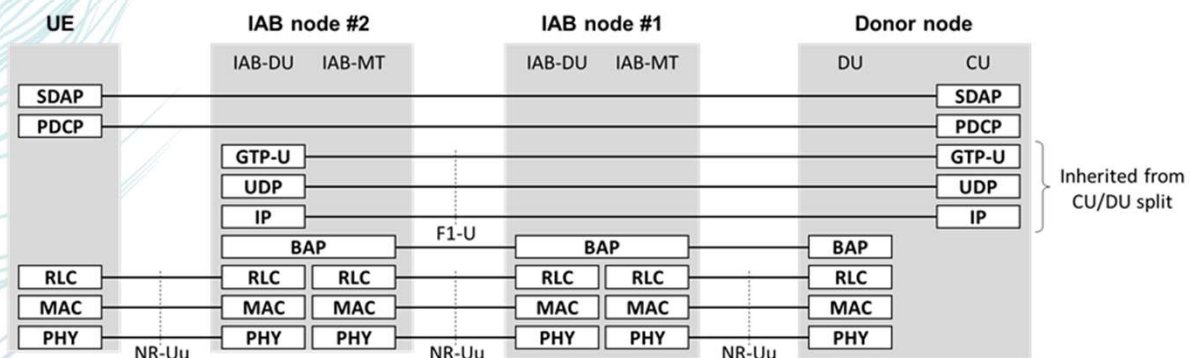 UE IAB node #2 IAB node #1 Donor node
IAB-DU IAB-MT IAB-DU IAB-MT DU CU
SDAP SDAP
PDCP PDCP
GTP-U GTP-U
UDP UDP
IP IP
Inherited from
CU/DU split
F1-U
BAP BAP BAP
RLC RLC RLC RLC RLC RLC
MAC MAC MAC MAC MAC MAC
PHY PHY PHY PHY PHY PHY
NR-Uu NR-Uu NR-Uu